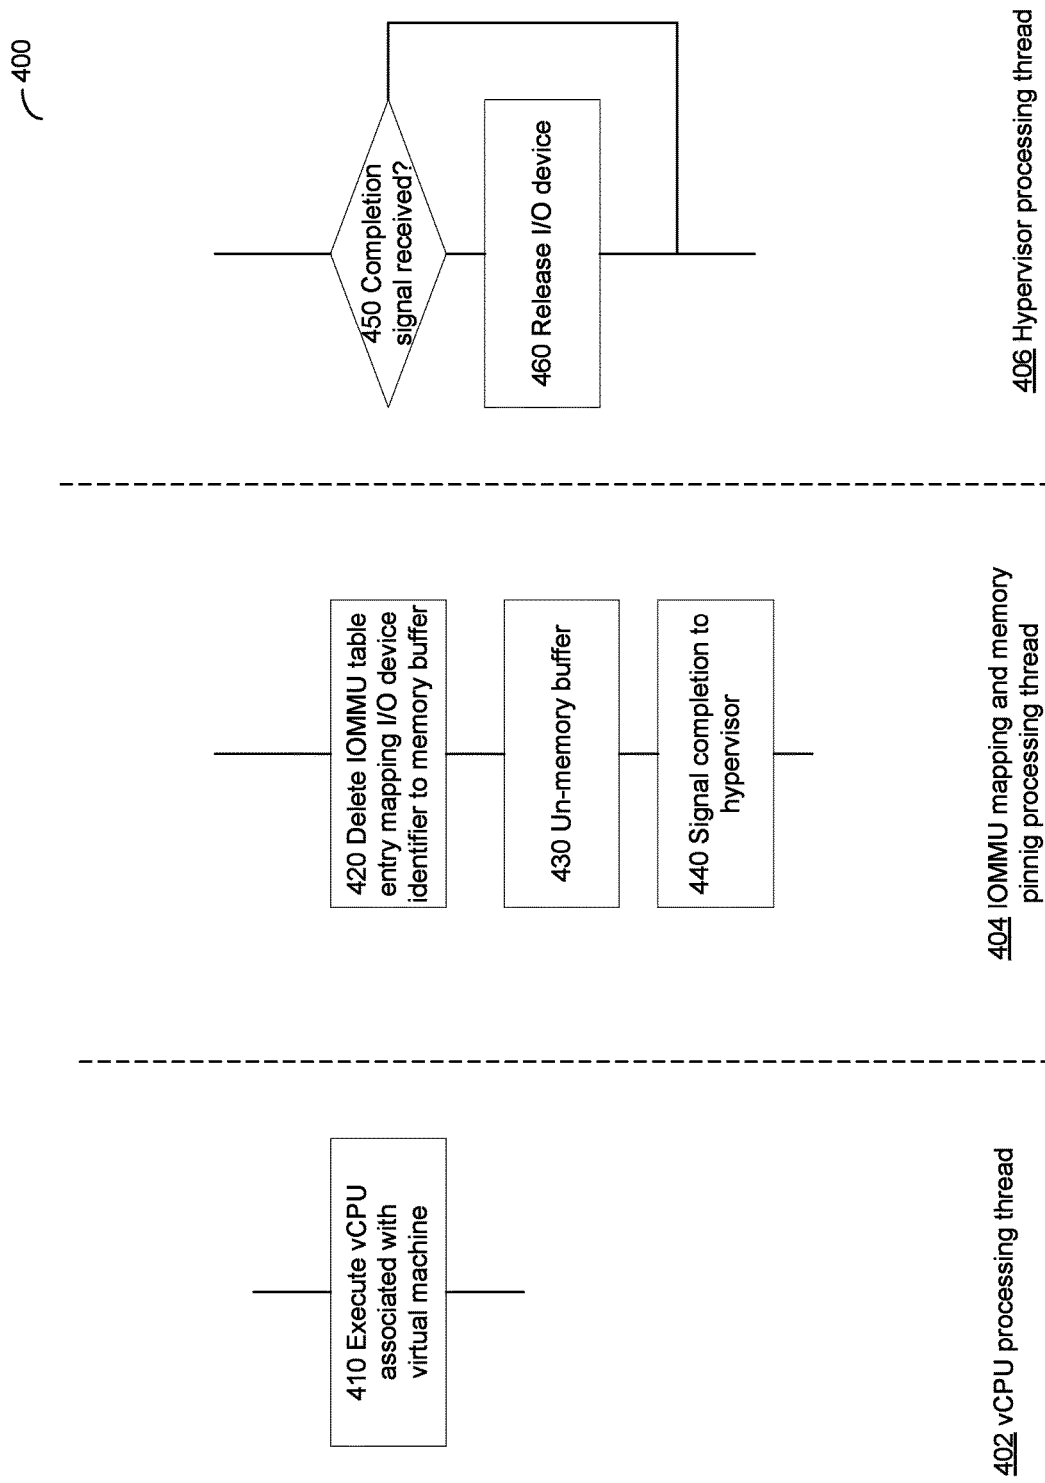 400
410 Execute vCPU
associated with
virtual machine
402 vCPU processing thread
420 Delete IOMMU table
entry mapping I/O device
identifier to memory buffer
430 Un-memory buffer
440 Signal completion to
hypervisor
404 IOMMU mapping and memory
pinnig processing thread
450 Completion
signal received?
460 Release I/O device
406 Hypervisor processing thread